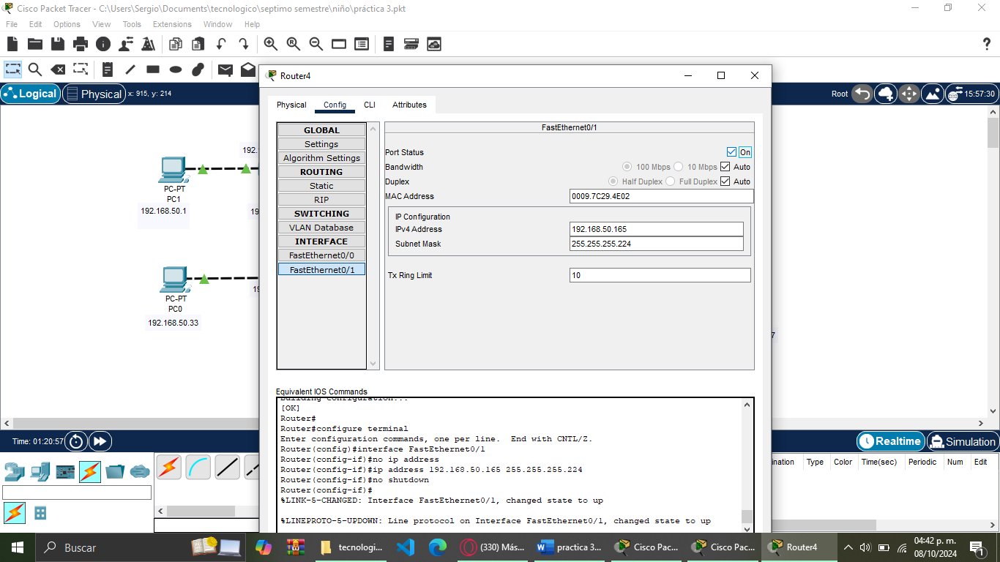 Cisco Packet Tracer - C:\Users\Sergio\Documents\tecnologico\septimo semestre\niño\práctica 3.pkt
File Edit Options View Tools Extensions Window Help
Logical Physical x: 915, y: 214
Root 15:57:30
192.
PC-PT
PC1
192.168.50.1
19
PC-PT
PC0
192.168.50.33
19
7
Router4
Physical Config CLI Attributes
GLOBAL
Settings
Algorithm Settings
ROUTING
Static
RIP
SWITCHING
VLAN Database
INTERFACE
FastEthernet0/0
FastEthernet0/1
FastEthernet0/1
Port Status On
Bandwidth 100 Mbps 10 Mbps Auto
Duplex Half Duplex Full Duplex Auto
MAC Address 0009.7C29.4E02
IP Configuration
IPv4 Address 192.168.50.165
Subnet Mask 255.255.255.224
Tx Ring Limit 10
Equivalent IOS Commands
Building configuration...
[OK]
Router#
Router#configure terminal
Enter configuration commands, one per line. End with CNTL/Z.
Router(config)#interface FastEthernet0/1
Router(config-if)#no ip address
Router(config-if)#ip address 192.168.50.165 255.255.255.224
Router(config-if)#no shutdown
Router(config-if)#
%LINK-5-CHANGED: Interface FastEthernet0/1, changed state to up
%LINEPROTO-5-UPDOWN: Line protocol on Interface FastEthernet0/1, changed state to up
Time: 01:20:57
Realtime Simulation
ination Type Color Time(sec) Periodic Num Edit
Buscar
tecnologi...
(330) Más...
practica 3...
Cisco Pac...
Cisco Pac...
Router4
04:42 p. m.
08/10/2024
1